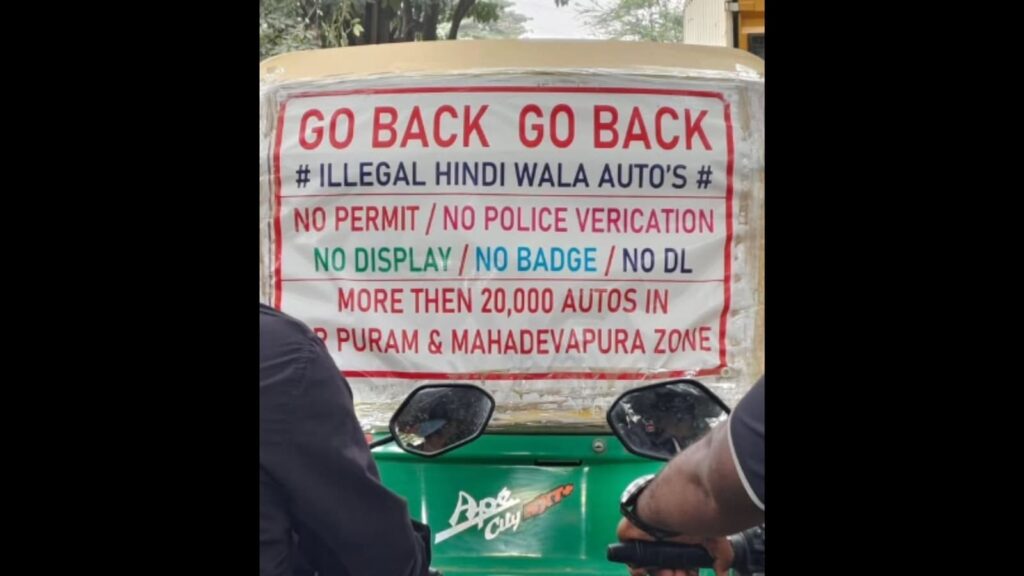 GO BACK GO BACK
# ILLEGAL HINDI WALA AUTO'S #
NO PERMIT / NO POLICE VERICATION
NO DISPLAY / NO BADGE / NO DL
MORE THEN 20,000 AUTOS IN
PURAM & MAHADEVAPURA ZONE
Ape
City